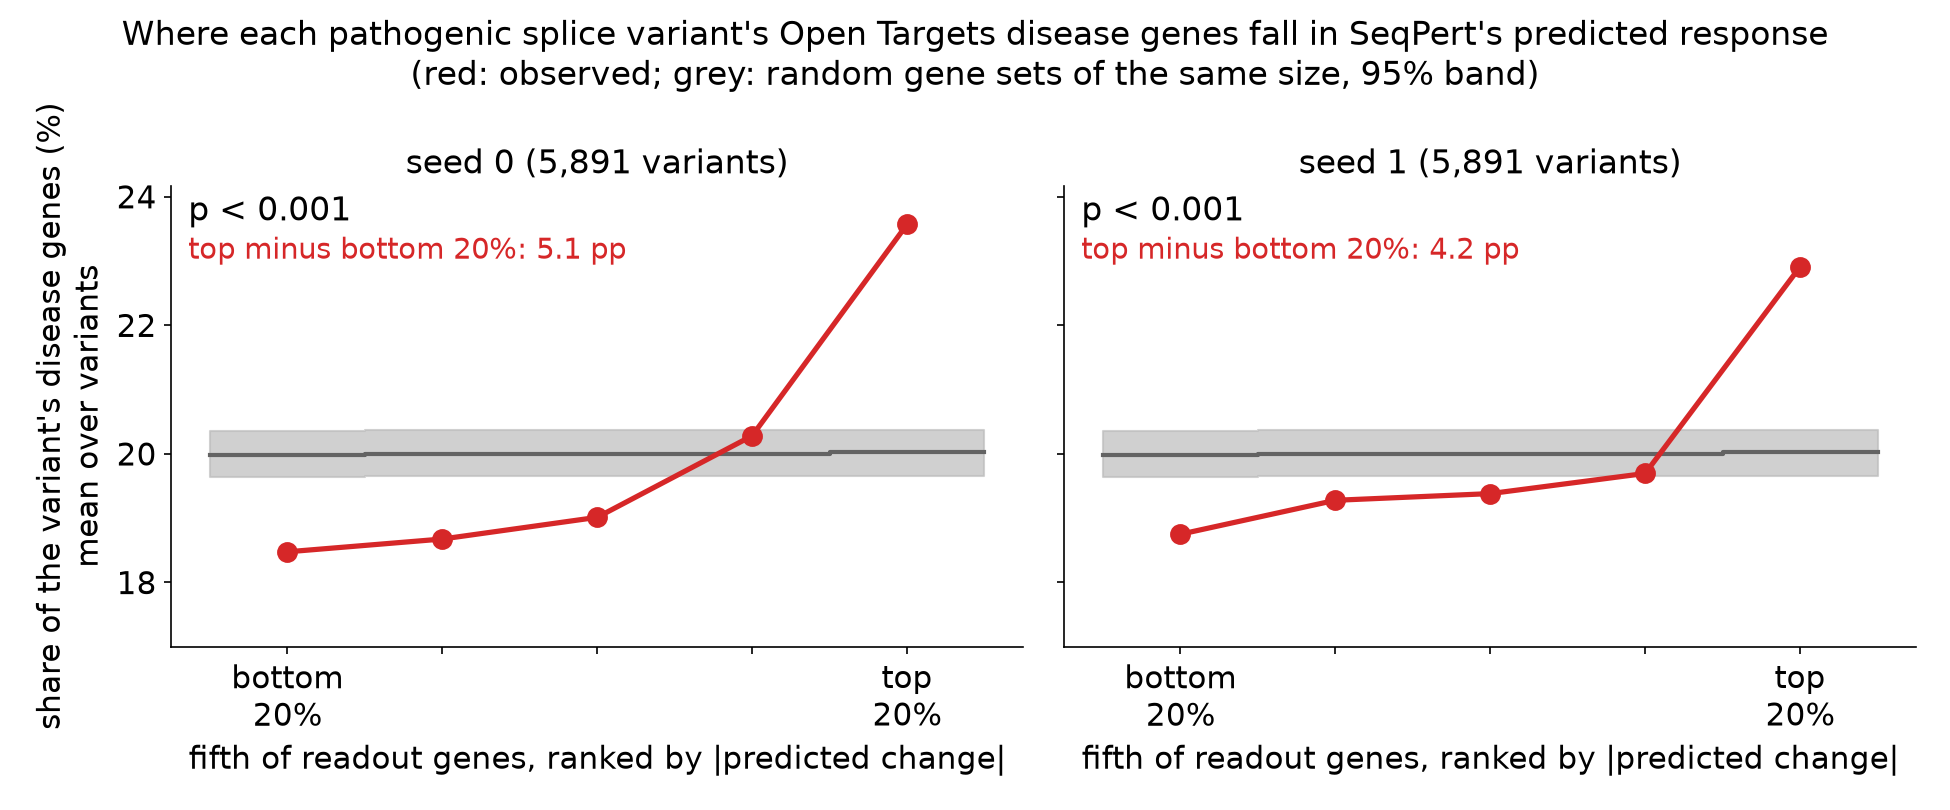 Where each pathogenic splice variant's Open Targets disease genes fall in SeqPert's predicted response
(red: observed; grey: random gene sets of the same size, 95% band)
share of the variant's disease genes (%)
mean over variants
seed 0 (5,891 variants)
p < 0.001
top minus bottom 20%: 5.1 pp
24
22
20
18
bottom
20%
top
20%
fifth of readout genes, ranked by |predicted change|
seed 1 (5,891 variants)
p < 0.001
top minus bottom 20%: 4.2 pp
bottom
20%
top
20%
fifth of readout genes, ranked by |predicted change|